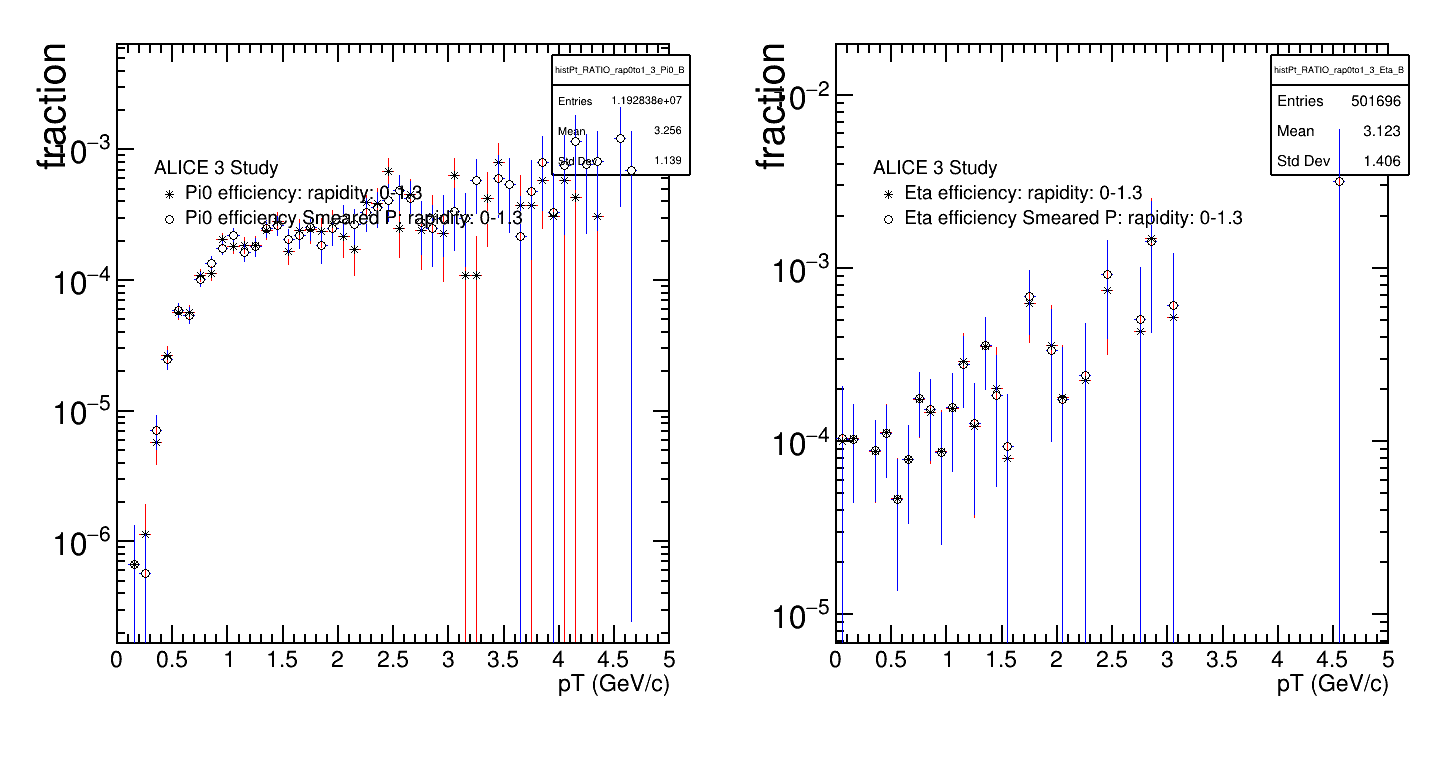 fraction
10⁻³
10⁻⁴
10⁻⁵
10⁻⁶
histPt_RATIO_rap0to1_3_Pi0_B
Entries 1.192838e+07
Mean 3.256
Std Dev 1.139
ALICE 3 Study
Pi0 efficiency: rapidity: 0-1.3
Pi0 efficiency Smeared P: rapidity: 0-1.3
0 0.5 1 1.5 2 2.5 3 3.5 4 4.5 5
pT (GeV/c)
fraction
10⁻²
10⁻³
10⁻⁴
10⁻⁵
histPt_RATIO_rap0to1_3_Eta_B
Entries 501696
Mean 3.123
Std Dev 1.406
ALICE 3 Study
Eta efficiency: rapidity: 0-1.3
Eta efficiency Smeared P: rapidity: 0-1.3
0 0.5 1 1.5 2 2.5 3 3.5 4 4.5 5
pT (GeV/c)